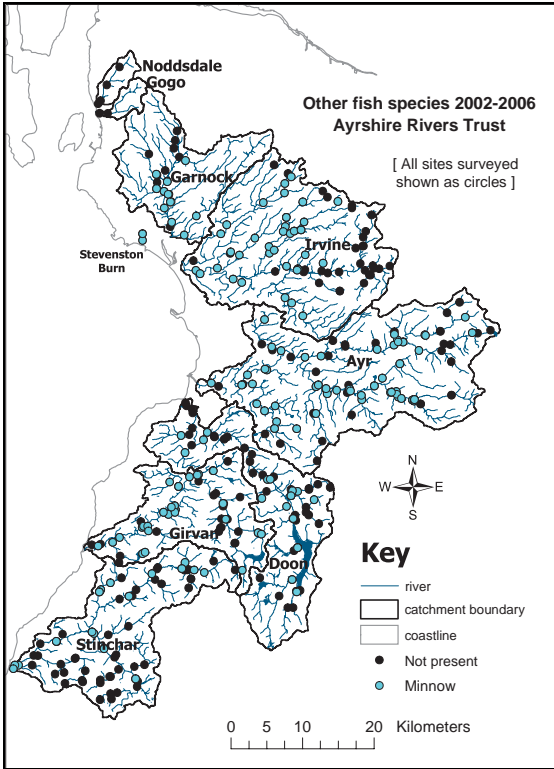 Noddsdale
Gogo
Other fish species 2002-2006
Ayrshire Rivers Trust
[ All sites surveyed
shown as circles ]
Garnock
Irvine
Stevenston
Burn
Ayr
N
W E
S
Girvan
Doon
Key
river
catchment boundary
coastline
Stinchar
Not present
Minnow
0 5 10 20 Kilometers